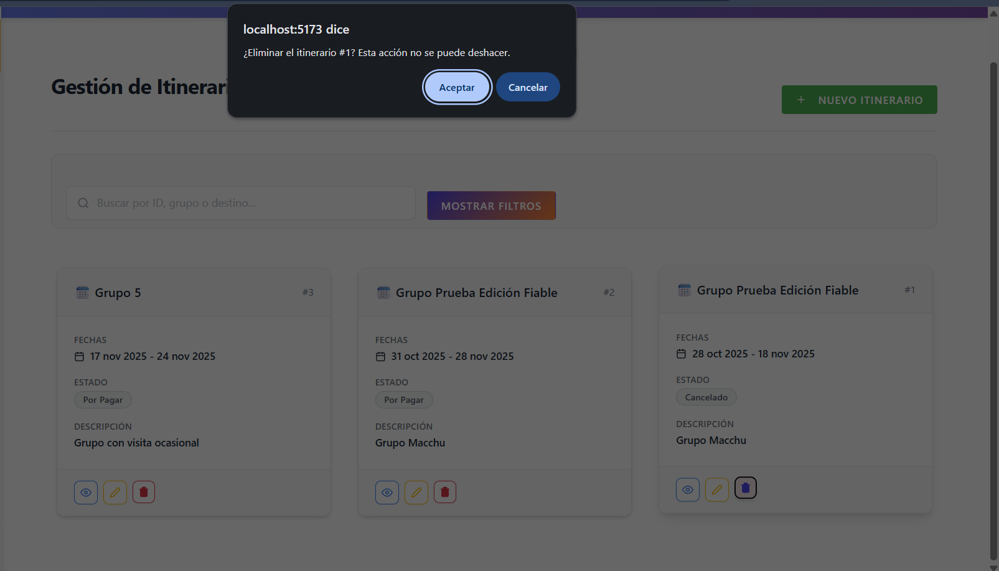 localhost:5173 dice
¿Eliminar el itinerario #1? Esta acción no se puede deshacer.
Aceptar
Cancelar
Gestión de Itinerari
+ NUEVO ITINERARIO
Buscar por ID, grupo o destino...
MOSTRAR FILTROS
Grupo 5
#3
FECHAS
17 nov 2025 - 24 nov 2025
ESTADO
Por Pagar
DESCRIPCIÓN
Grupo con visita ocasional
Grupo Prueba Edición Fiable
#2
FECHAS
31 oct 2025 - 28 nov 2025
ESTADO
Por Pagar
DESCRIPCIÓN
Grupo Macchu
Grupo Prueba Edición Fiable
#1
FECHAS
28 oct 2025 - 18 nov 2025
ESTADO
Cancelado
DESCRIPCIÓN
Grupo Macchu